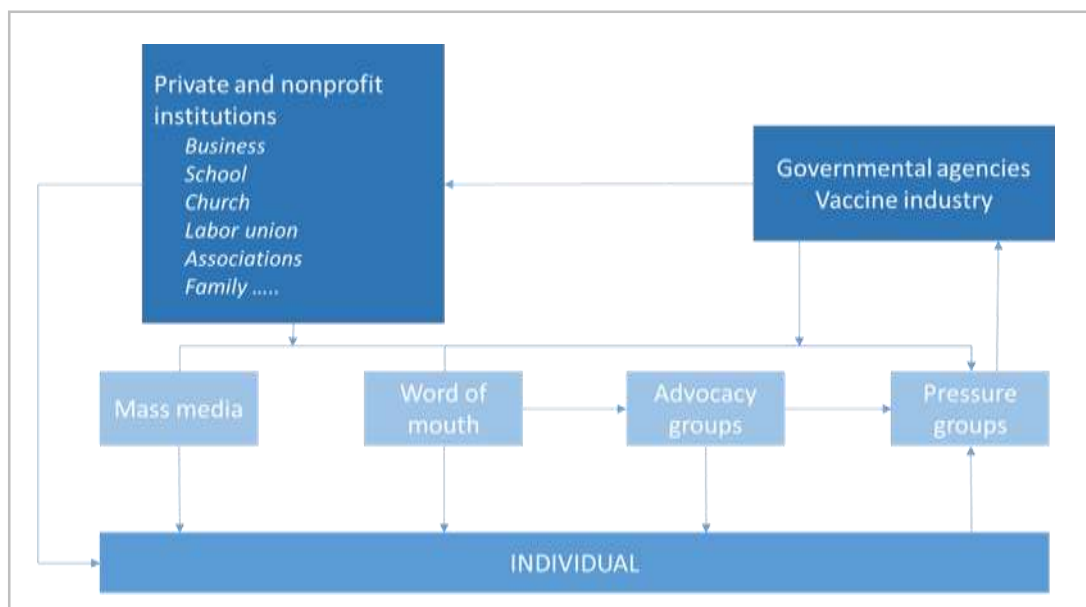 Private and nonprofit
institutions
Business
School
Church
Labor union
Associations
Family .....
Governmental agencies
Vaccine industry
Mass media
Word of
mouth
Advocacy
groups
Pressure
groups
INDIVIDUAL